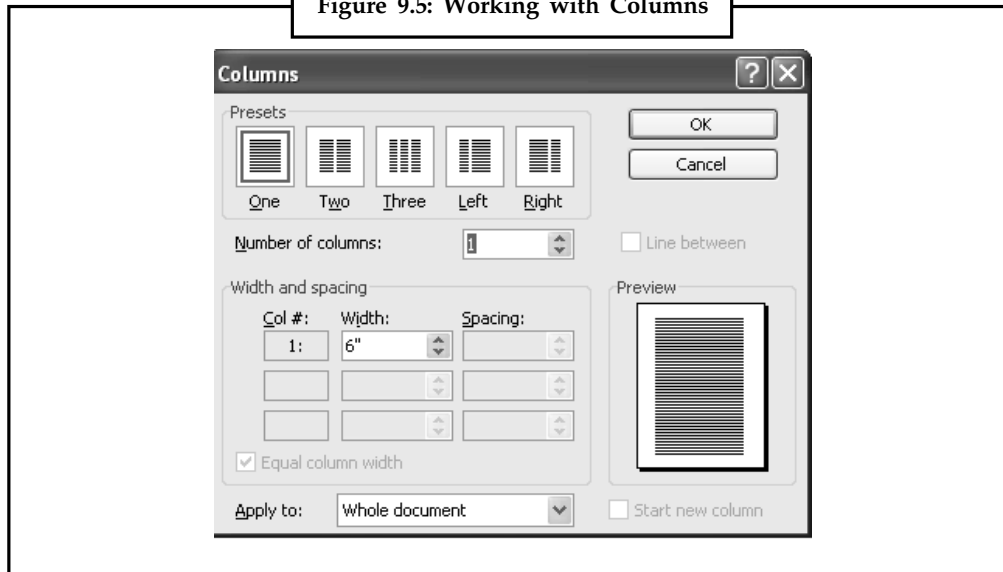 Figure 9.5: Working with Columns
Columns
Presets
One Two Three Left Right
OK
Cancel
Number of columns: 1
Line between
Width and spacing
Col #: Width: Spacing:
1: 6"
Equal column width
Preview
Apply to: Whole document
Start new column